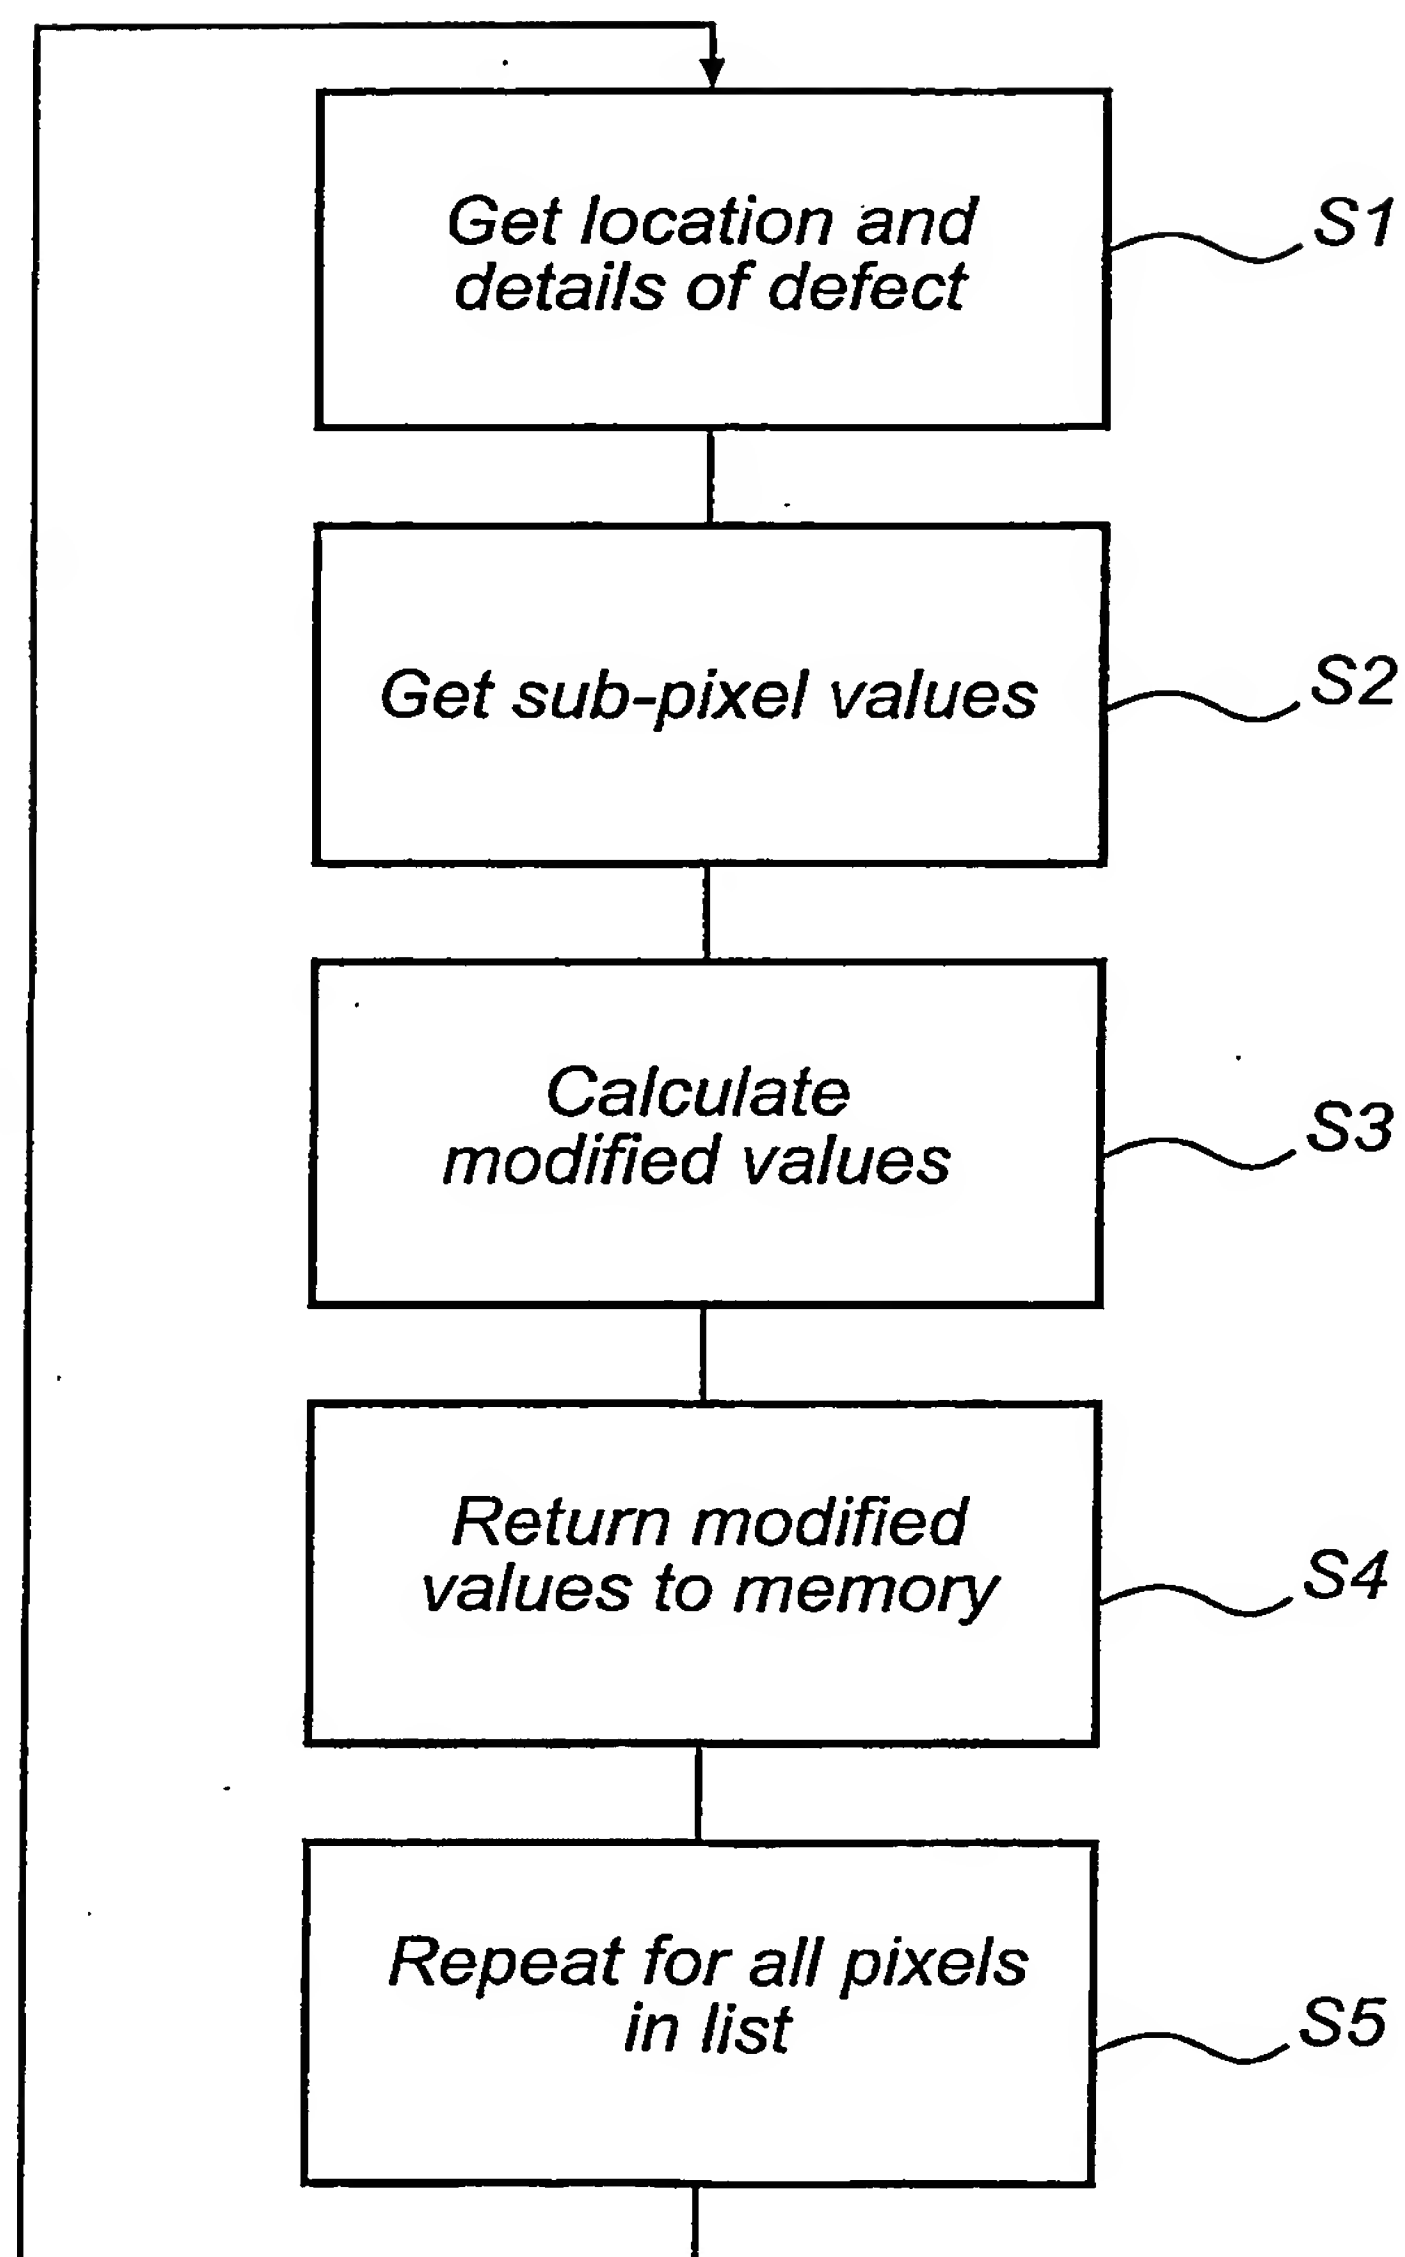 Get location and
details of defect
S1
Get sub-pixel values
S2
Calculate
modified values
S3
Return modified
values to memory
S4
Repeat for all pixels
in list
S5